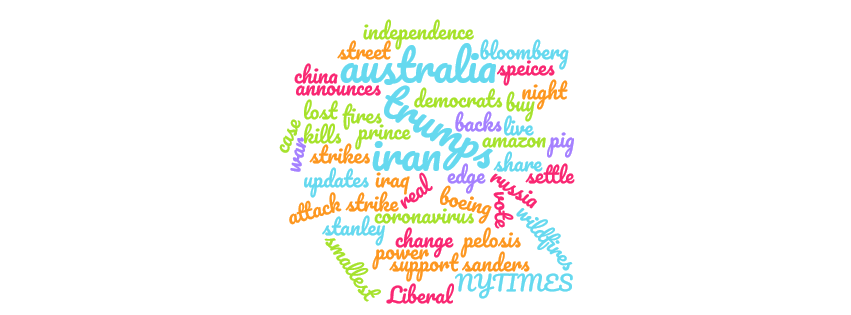 independence
street
bloomberg
australia
speices
china
announces
trumps
democrats
buy
night
lost
fires
case
kills
prince
backs
live
war
strikes
iran
amazon
pig
share
updates
iraq
real
edge
russia
settle
attack
strike
coronavirus
boeing
vote
wildfires
stanley
change
pelosis
smallest
power
support
sanders
Liberal
NYTIMES